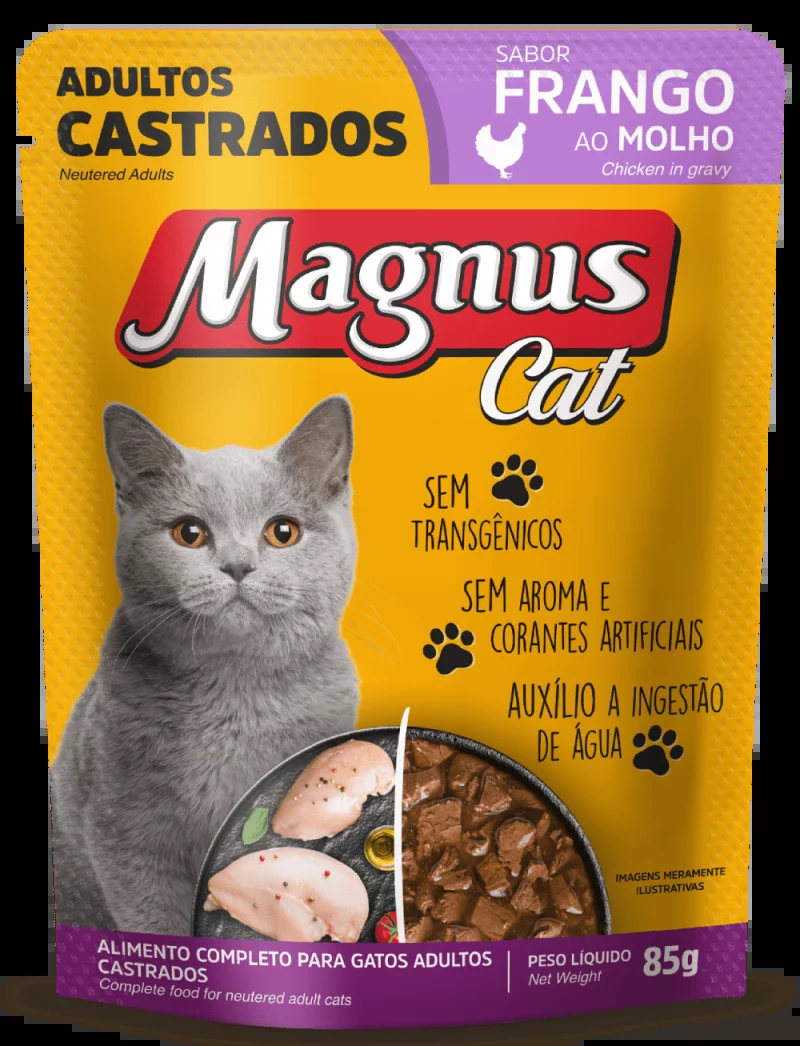 ADULTOS
CASTRADOS
Neutered Adults
SABOR
FRANGO
AO MOLHO
Chicken in gravy
Magnus
Cat
SEM
TRANSGÊNICOS
SEM AROMA E
CORANTES ARTIFICIAIS
AUXÍLIO A INGESTÃO
DE ÁGUA
IMAGENS MERAMENTE
ILUSTRATIVAS
ALIMENTO COMPLETO PARA GATOS ADULTOS
CASTRADOS
Complete food for neutered adult cats
PESO LÍQUIDO
Net Weight
85g